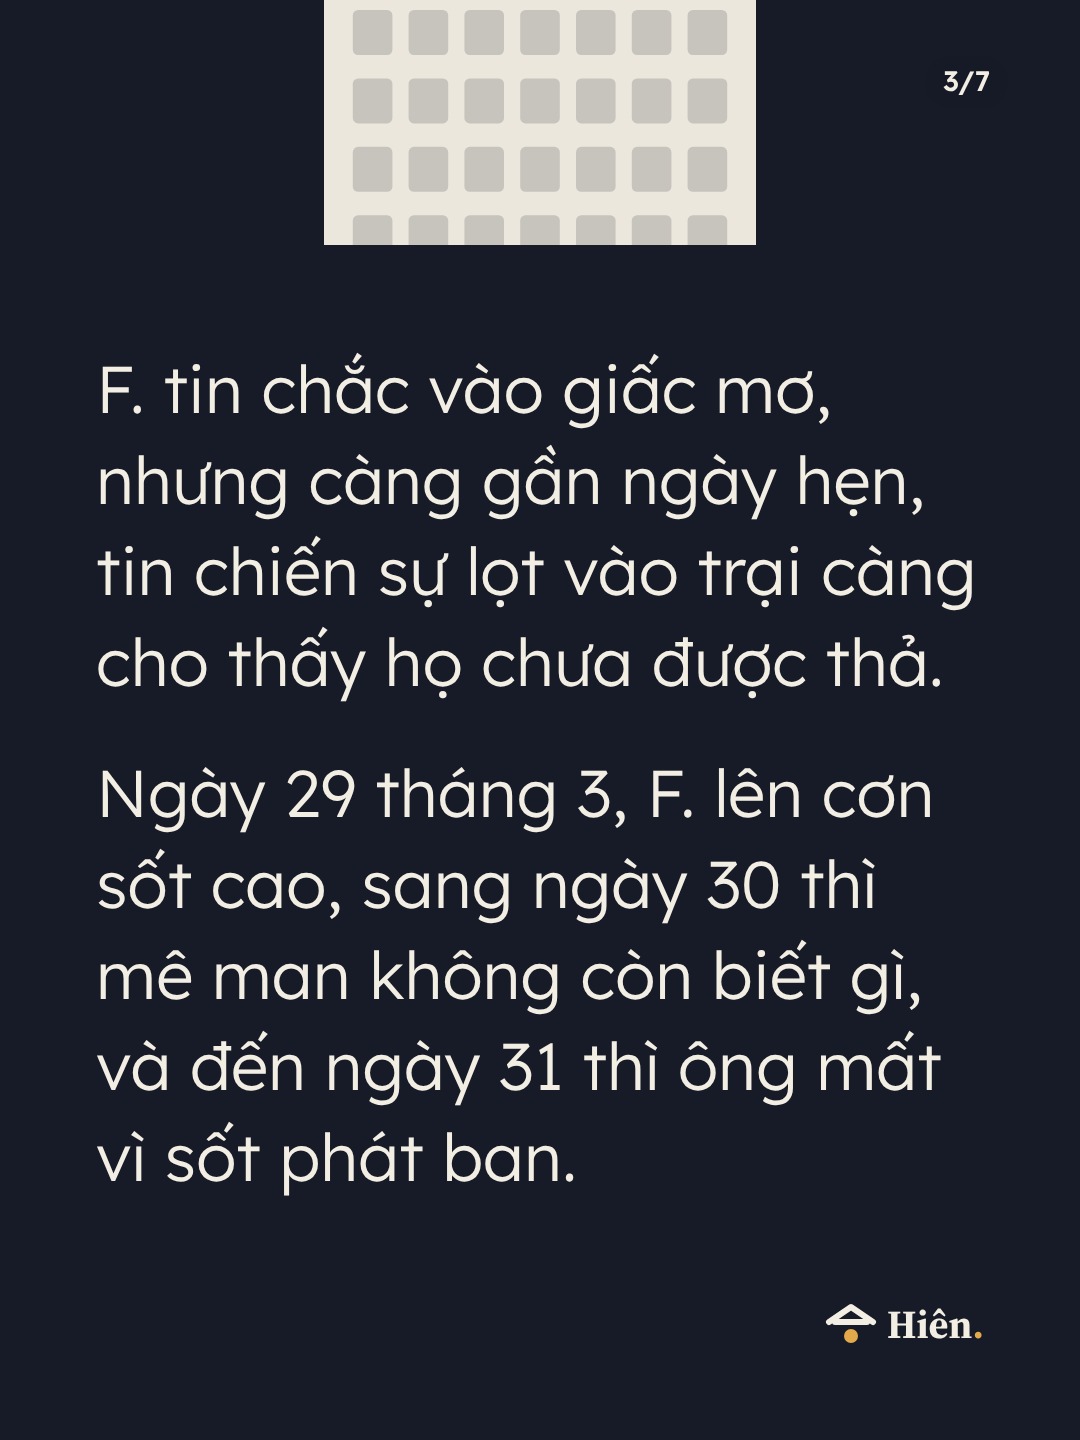 3/7
F. tin chắc vào giấc mơ,
nhưng càng gần ngày hẹn,
tin chiến sự lọt vào trại càng
cho thấy họ chưa được thả.
Ngày 29 tháng 3, F. lên cơn
sốt cao, sang ngày 30 thì
mê man không còn biết gì,
và đến ngày 31 thì ông mất
vì sốt phát ban.
Hiên.